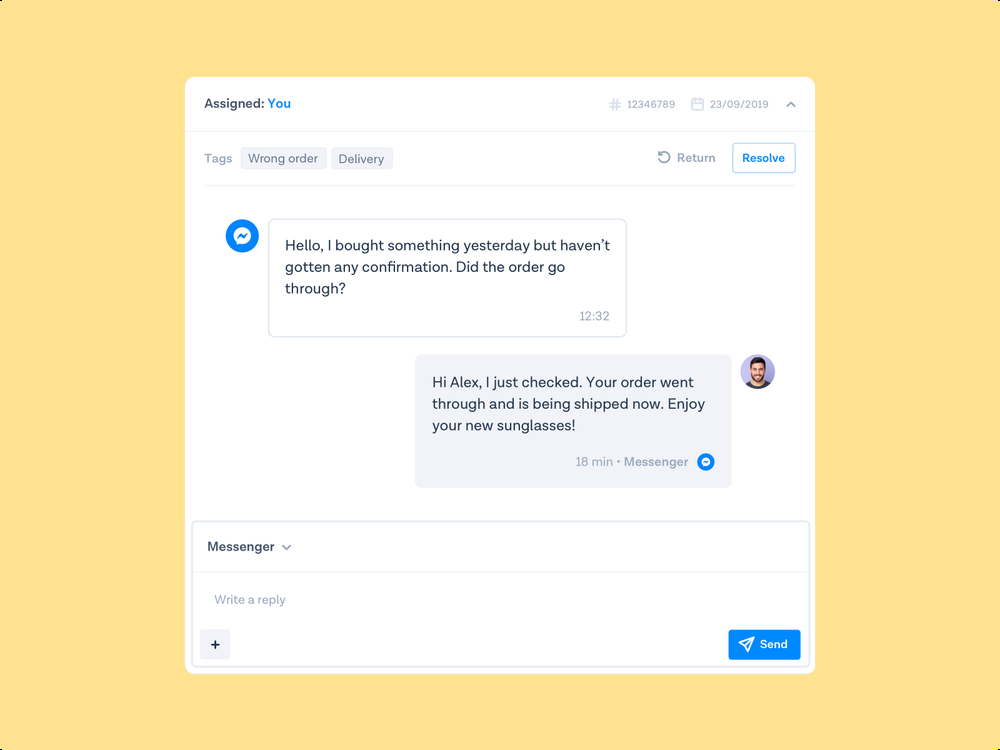 Assigned: You
# 12346789
23/09/2019
Tags
Wrong order
Delivery
Return
Resolve
Hello, I bought something yesterday but haven’t
gotten any confirmation. Did the order go
through?
12:32
Hi Alex, I just checked. Your order went
through and is being shipped now. Enjoy
your new sunglasses!
18 min • Messenger
Messenger
Write a reply
+
Send